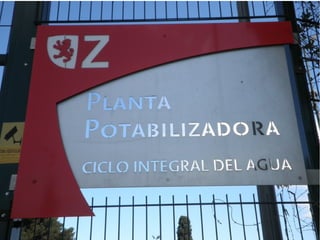 Z
PLANTA
POTABILIZADORA
CICLO INTEGRAL DEL AGUA